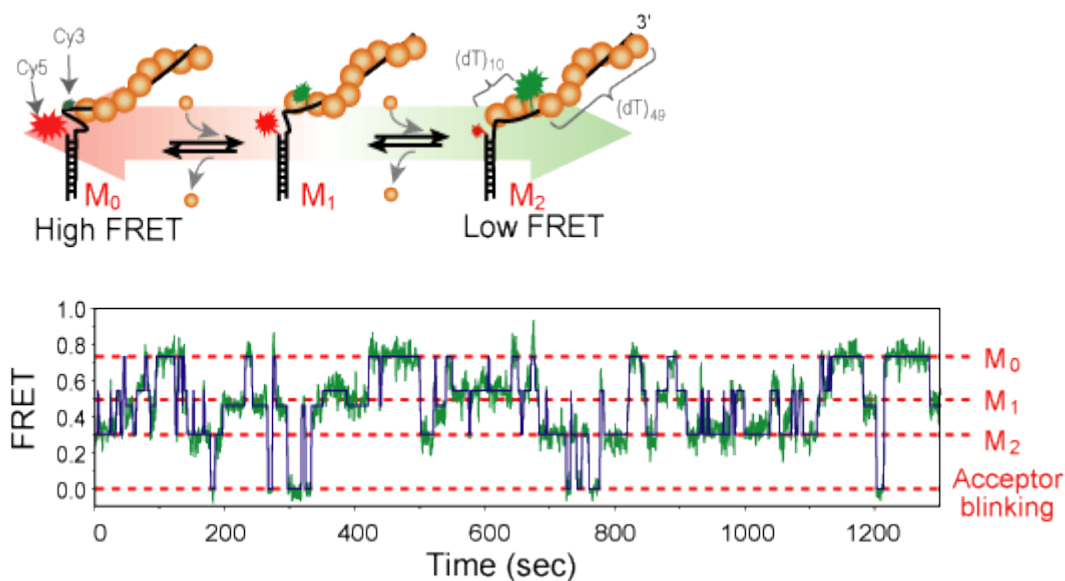 Cy3
Cy5
3'
(dT)10
(dT)49
M0
M1
M2
High FRET
Low FRET
FRET
1.0
0.8
0.6
0.4
0.2
0.0
M0
M1
M2
Acceptor
blinking
0
200
400
600
800
1000
1200
Time (sec)